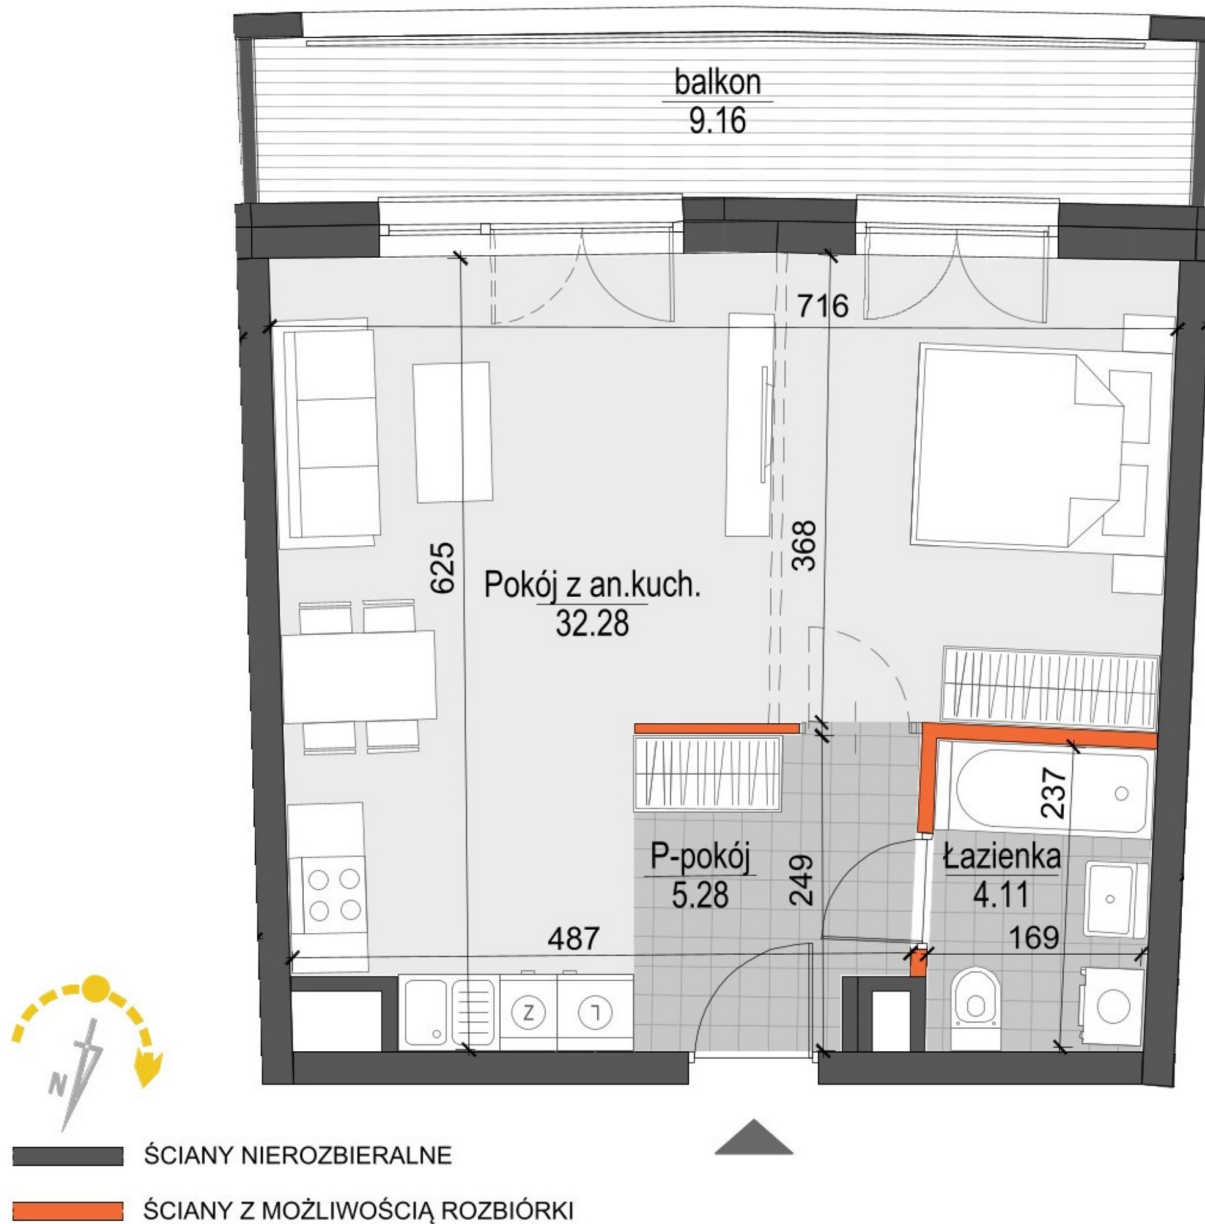 balkon
9.16
716
625
368
Pokój z an.kuch.
32.28
237
P-pokój
5.28
249
Łazienka
4.11
487
169
Z
L
N
ŚCIANY NIEROZBIERALNE
ŚCIANY Z MOŻLIWOŚCIĄ ROZBIÓRKI